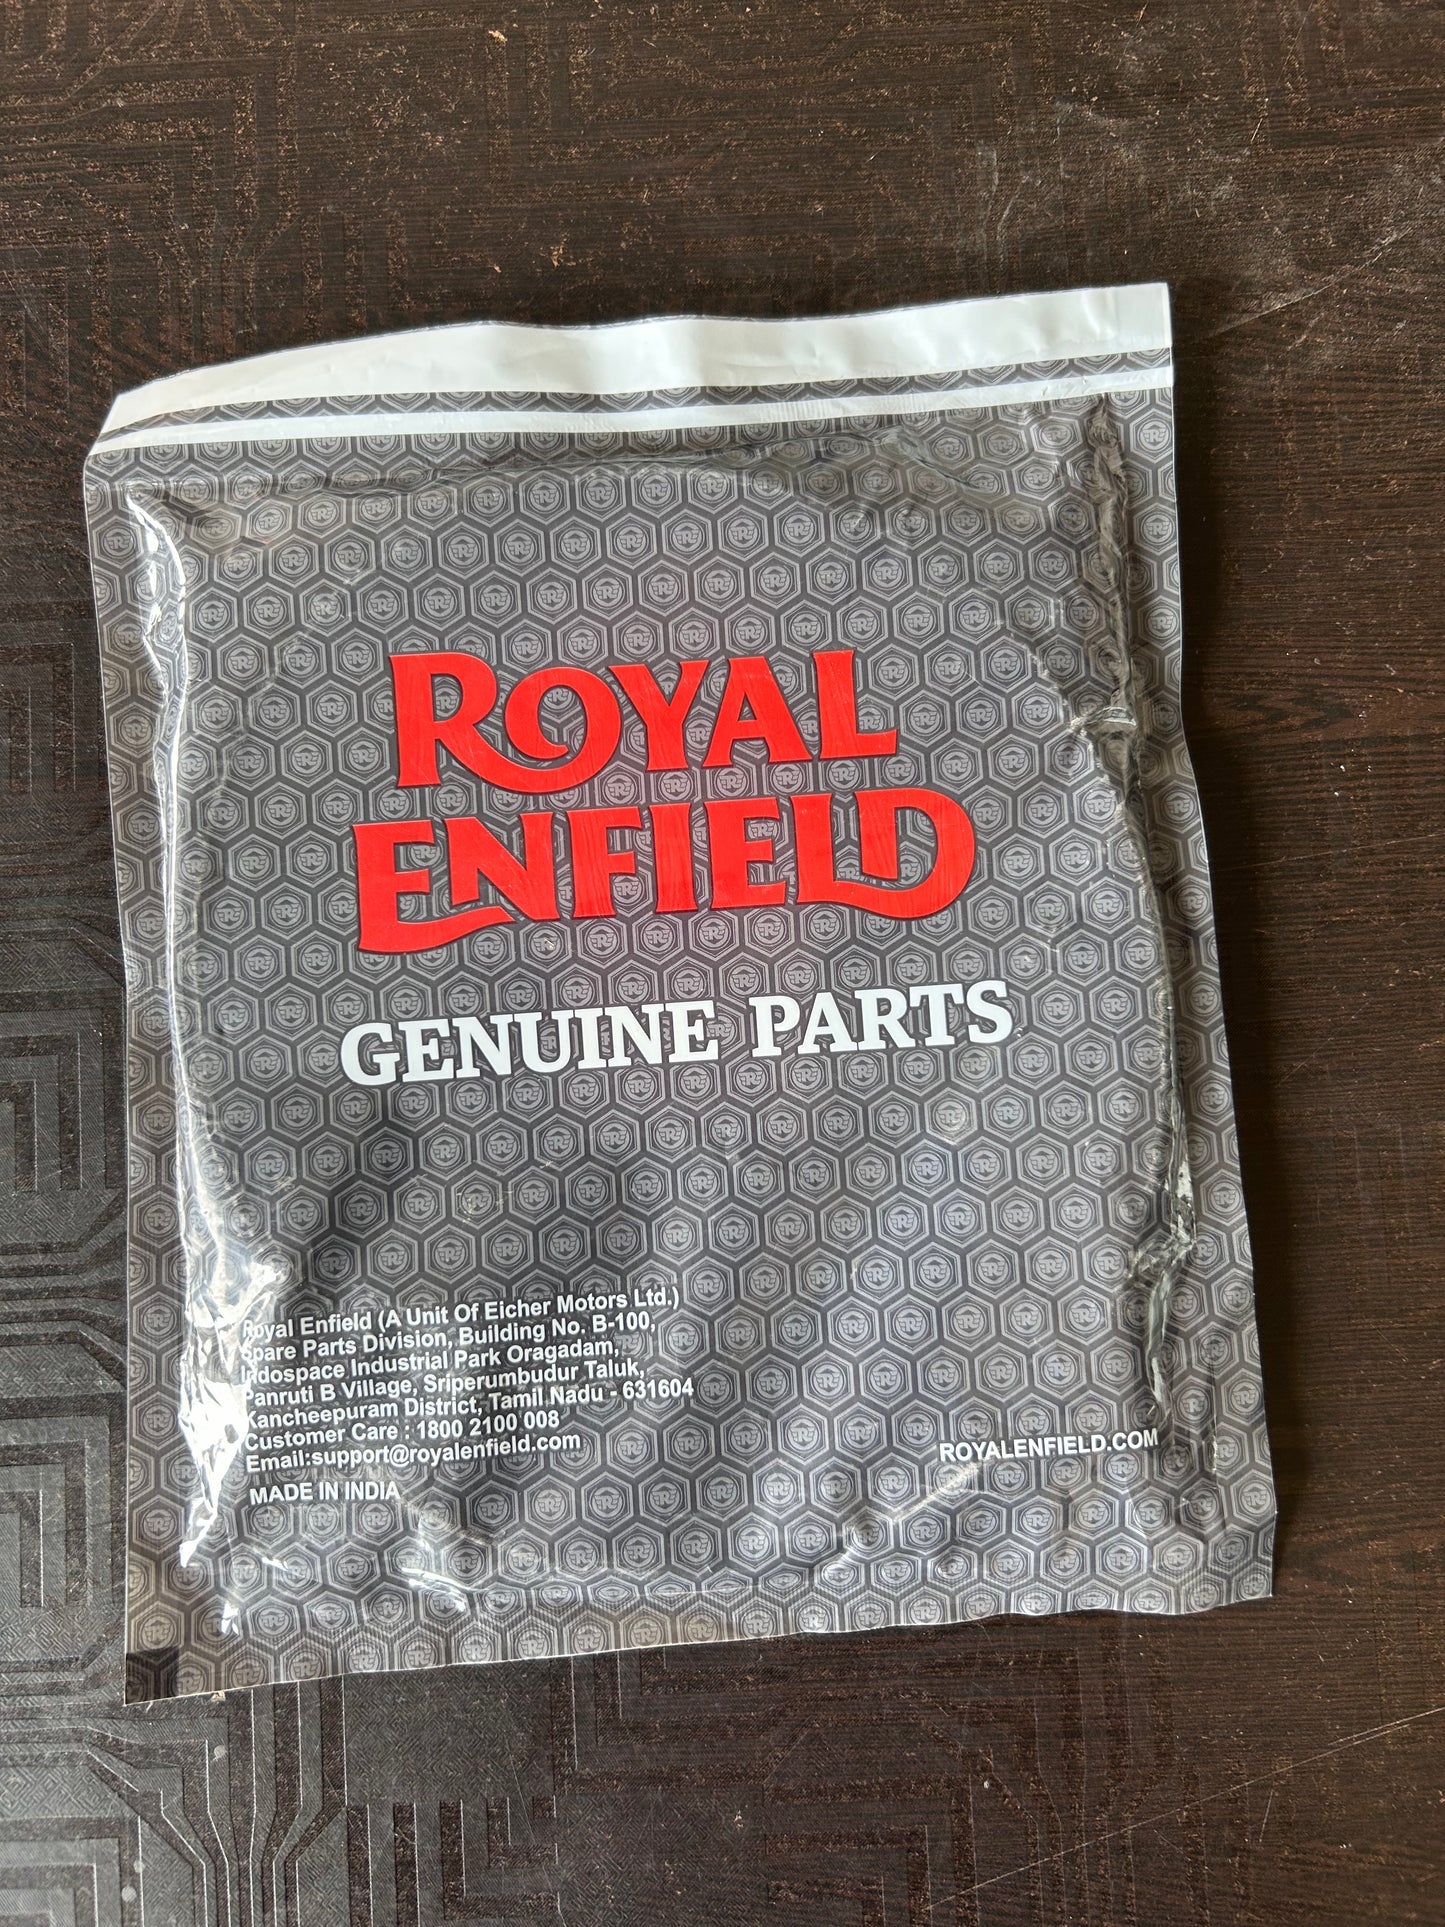 ROYAL
ENFIELD
GENUINE PARTS
Royal Enfield (A Unit Of Eicher Motors Ltd.)
Spare Parts Division, Building No. B-100,
Indospace Industrial Park Oragadam,
Panruti B Village, Sriperumbudur Taluk,
Kancheepuram District, Tamil Nadu - 631604
Customer Care : 1800 2100 008
Email:support@royalenfield.com
MADE IN INDIA
ROYALENFIELD.COM